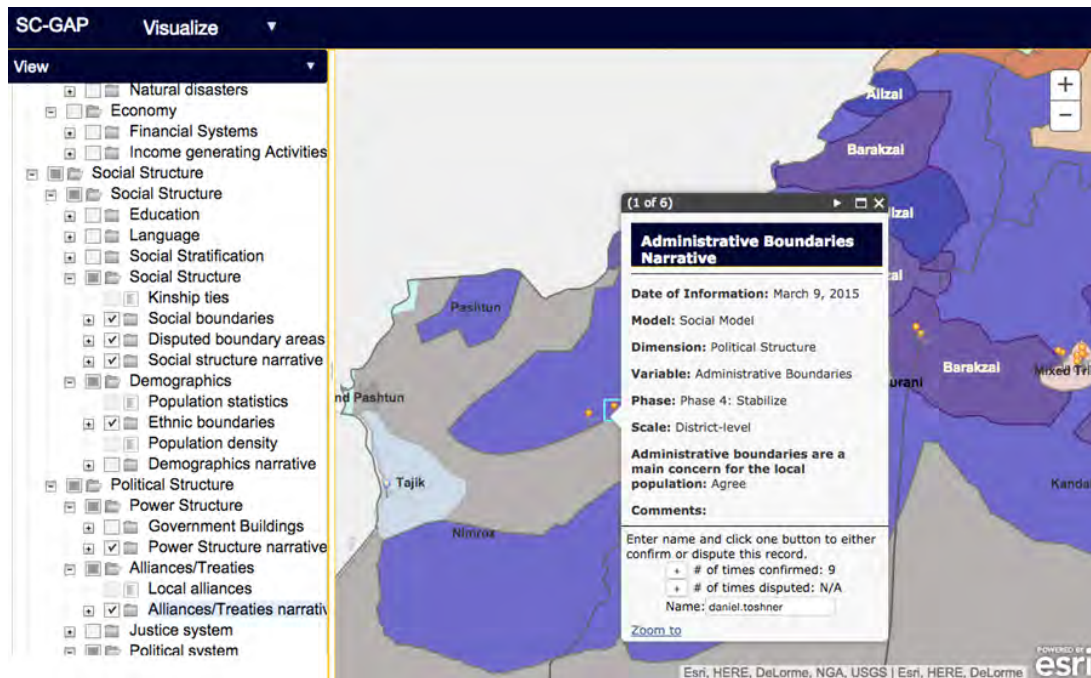 SC-GAP Visualize
View
Natural disasters
Economy
Financial Systems
Income generating Activities
Social Structure
Social Structure
Education
Language
Social Stratification
Social Structure
Kinship ties
Social boundaries
Disputed boundary areas
Social structure narrative
Demographics
Population statistics
Ethnic boundaries
Population density
Demographics narrative
Political Structure
Power Structure
Government Buildings
Power Structure narrative
Alliances/Treaties
Local alliances
Alliances/Treaties narrativ
Justice system
Political system
+
−
Alizai
Barakzai
lizai
zai
Pashtun
nd Pashtun
Tajik
Nimroz
Barakzai
urani
Mixed Tri
Kanda
(1 of 6)
Administrative Boundaries
Narrative
Date of Information: March 9, 2015
Model: Social Model
Dimension: Political Structure
Variable: Administrative Boundaries
Phase: Phase 4: Stabilize
Scale: District-level
Administrative boundaries are a
main concern for the local
population: Agree
Comments:
Enter name and click one button to either
confirm or dispute this record.
+ # of times confirmed: 9
+ # of times disputed: N/A
Name: daniel.toshner
Zoom to
Esri, HERE, DeLorme, NGA, USGS | Esri, HERE, DeLorme
POWERED BY
esri